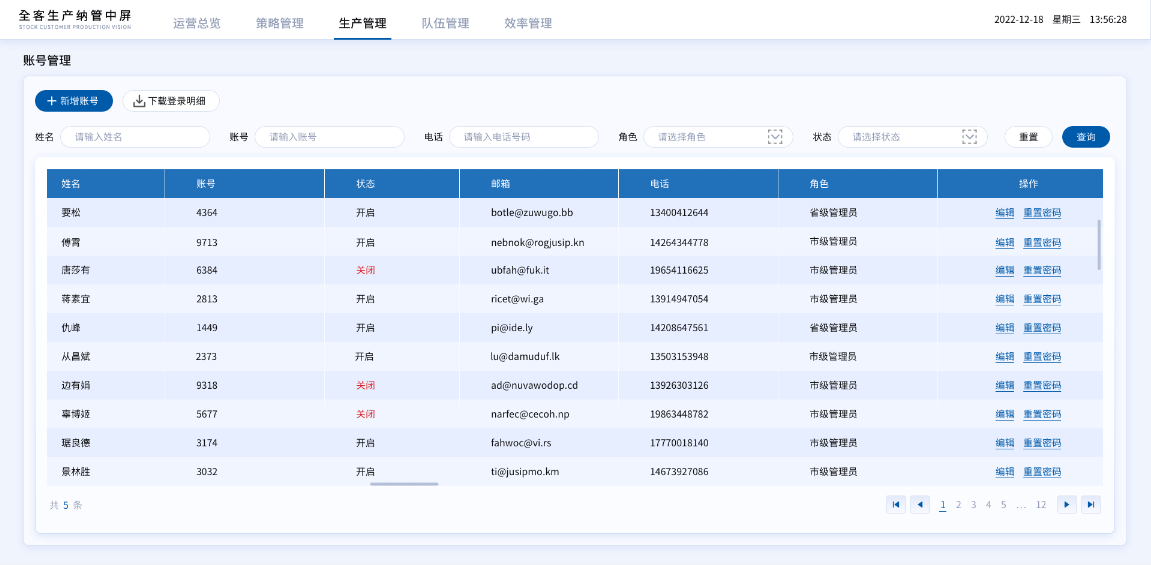 全客生产纳管中屏
STOCK CUSTOMER PRODUCTION VISION
运营总览 策略管理 生产管理 队伍管理 效率管理
2022-12-18 星期三 13:56:28
账号管理
新增账号 下载登录明细
姓名 请输入姓名 账号 请输入账号 电话 请输入电话号码 角色 请选择角色 状态 请选择状态 重置 查询
姓名 账号 状态 邮箱 电话 角色 操作
要松 4364 开启 botle@zuwugo.bb 13400412644 省级管理员 编辑 重置密码
傅霄 9713 开启 nebnok@rogjusip.kn 14264344778 市级管理员 编辑 重置密码
唐莎有 6384 关闭 ubfah@fuk.it 19654116625 市级管理员 编辑 重置密码
蒋素宜 2813 开启 ricet@wi.ga 13914947054 市级管理员 编辑 重置密码
仇峰 1449 开启 pi@ide.ly 14208647561 省级管理员 编辑 重置密码
从昌斌 2373 开启 lu@damuduf.lk 13503153948 市级管理员 编辑 重置密码
边有娟 9318 关闭 ad@nuvawodop.cd 13926303126 市级管理员 编辑 重置密码
辜博姬 5677 关闭 narfec@cecoh.np 19863448782 市级管理员 编辑 重置密码
琚良德 3174 开启 fahwoc@vi.rs 17770018140 市级管理员 编辑 重置密码
景林胜 3032 开启 ti@jusipmo.km 14673927086 市级管理员 编辑 重置密码
共 5 条 1 2 3 4 5 ... 12